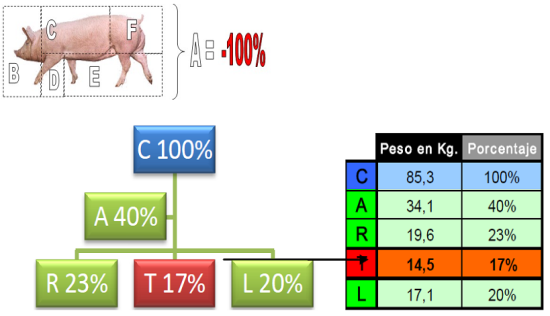 C
F
B
D
E
A = -100%
C 100%
A 40%
R 23%
T 17%
L 20%
Peso en Kg. Porcentaje
C 85,3 100%
A 34,1 40%
R 19,6 23%
T 14,5 17%
L 17,1 20%